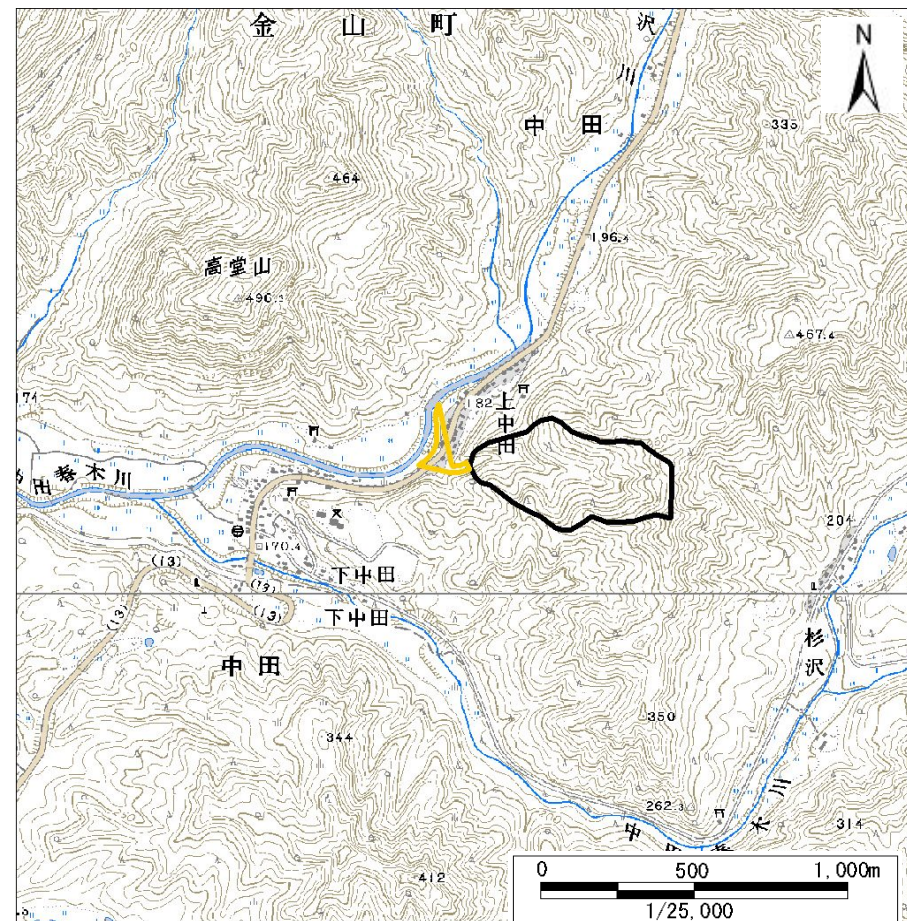 金山町
沢
川
N
中田
335
464
196.4
高堂山
467.4
182
上中田
春木川
204
170.4
(13)
(13)
(13)
(13)
下中田
下中田
杉沢
中田
350
344
262.3
木川
314
412
0 500 1,000m
1/25,000